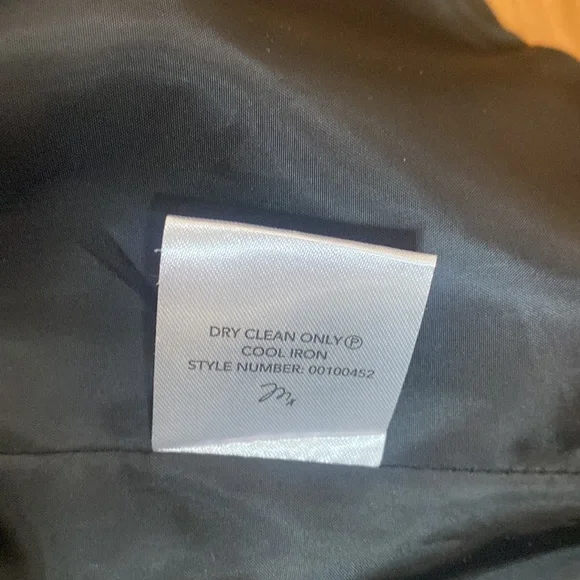 DRY CLEAN ONLY Ⓟ
COOL IRON
STYLE NUMBER: 00100452